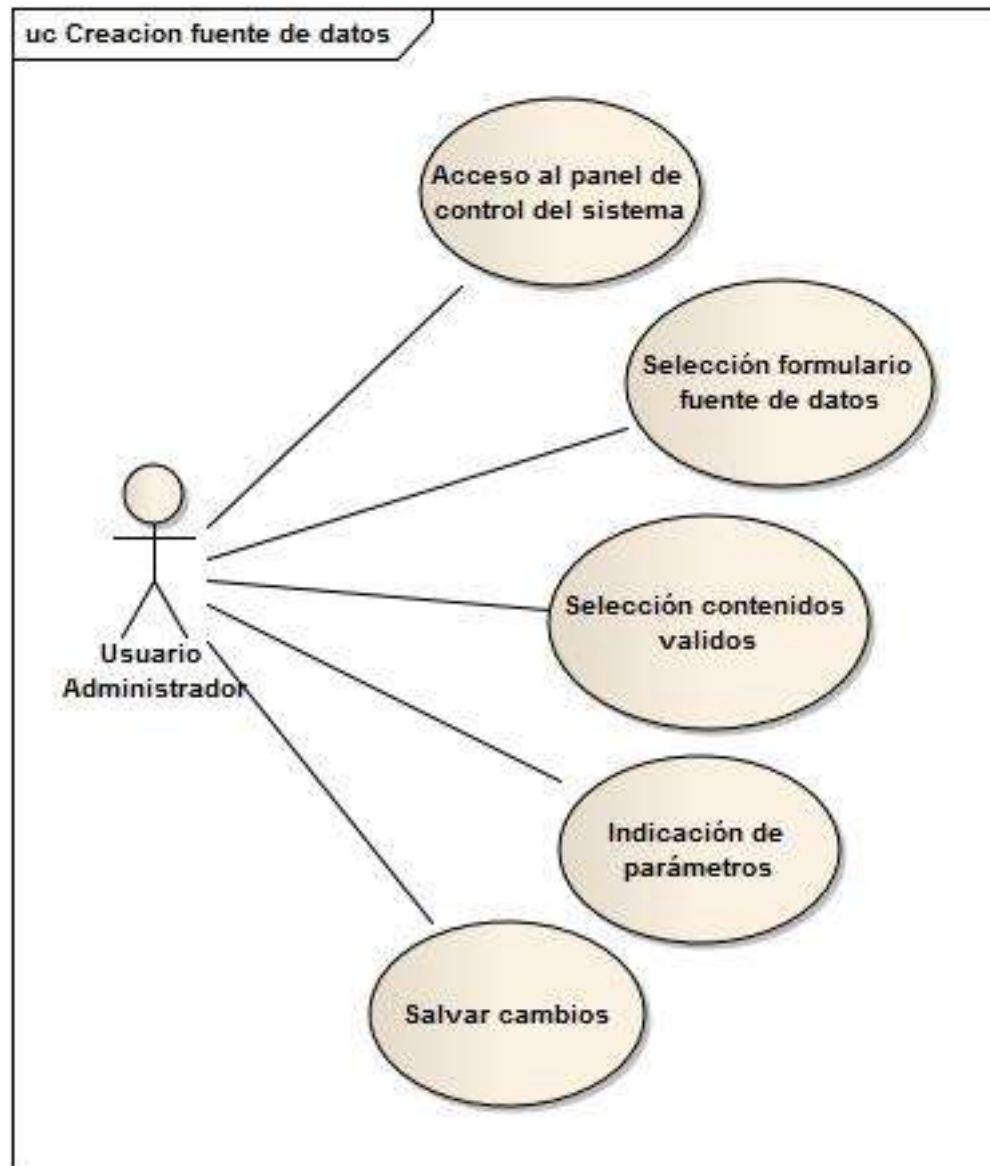 uc Creacion fuente de datos
Acceso al panel de
control del sistema
Selección formulario
fuente de datos
Selección contenidos
validos
Usuario
Administrador
Indicación de
parámetros
Salvar cambios